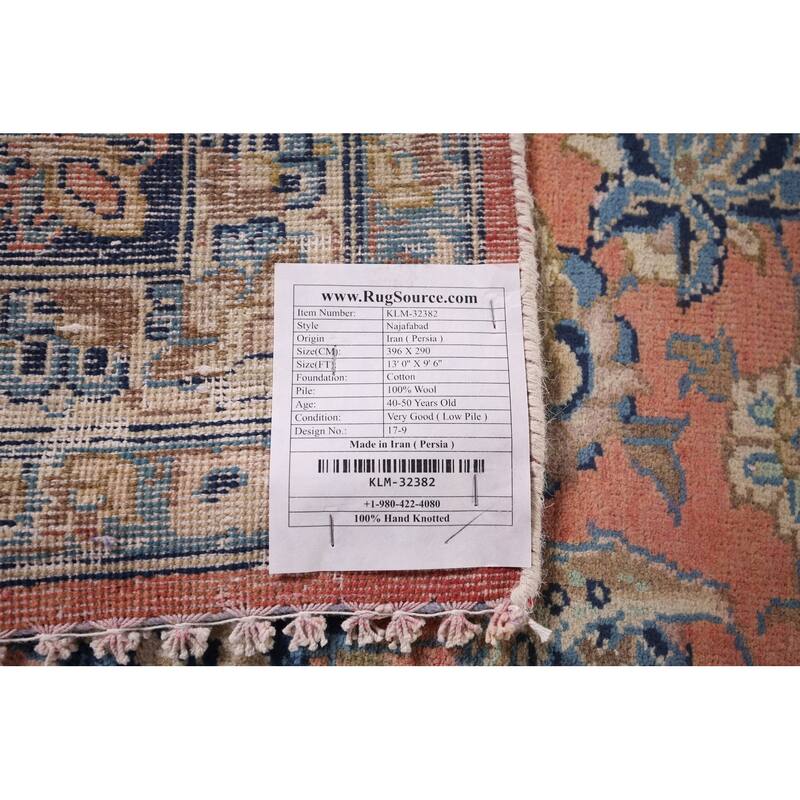 www.RugSource.com
Item Number: KLM-32382
Style Najafabad
Origin Iran ( Persia )
Size(CM): 396 X 290
Size(FT): 13' 0" X 9' 6"
Foundation: Cotton
Pile: 100% Wool
Age: 40-50 Years Old
Condition: Very Good ( Low Pile )
Design No.: 17-9
Made in Iran ( Persia )
KLM-32382
+1-980-422-4080
100% Hand Knotted